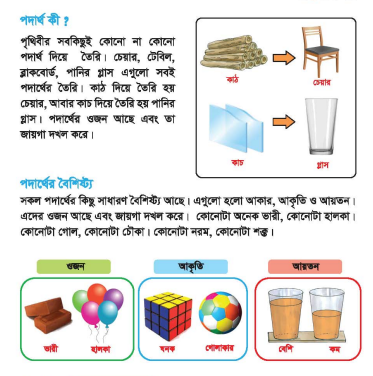 পদার্থ কী ?
পৃথিবীর সবকিছুই কোনো না কোনো
পদার্থ দিয়ে তৈরি। চেয়ার, টেবিল,
ব্লাকবোর্ড, পানির গ্লাস এগুলো সবই
পদার্থের তৈরি। কাঠ দিয়ে তৈরি হয়
চেয়ার, আবার কাচ দিয়ে তৈরি হয় পানির
গ্লাস। পদার্থের ওজন আছে এবং তা
জায়গা দখল করে।
কাঠ
চেয়ার
কাচ
গ্লাস
পদার্থের বৈশিষ্ট্য
সকল পদার্থের কিছু সাধারণ বৈশিষ্ট্য আছে। এগুলো হলো আকার, আকৃতি ও আয়তন।
এদের ওজন আছে এবং জায়গা দখল করে। কোনোটা অনেক ভারী, কোনোটা হালকা।
কোনোটা গোল, কোনোটা চৌকা। কোনোটা নরম, কোনোটা শক্ত।
ওজন
আকৃতি
আয়তন
ভারী
হালকা
ঘনক
গোলাকার
বেশি
কম